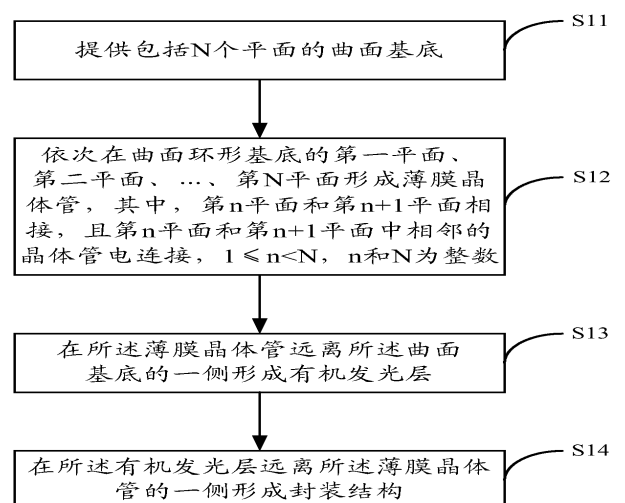 提供包括N个平面的曲面基底
S11
依次在曲面环形基底的第一平面、
第二平面、…、第N平面形成薄膜晶
体管，其中，第n平面和第n+1平面相
接，且第n平面和第n+1平面中相邻的
晶体管电连接，1≤n<N，n和N为整数
S12
在所述薄膜晶体管远离所述曲面
基底的一侧形成有机发光层
S13
在所述有机发光层远离所述薄膜晶体
管的一侧形成封装结构
S14